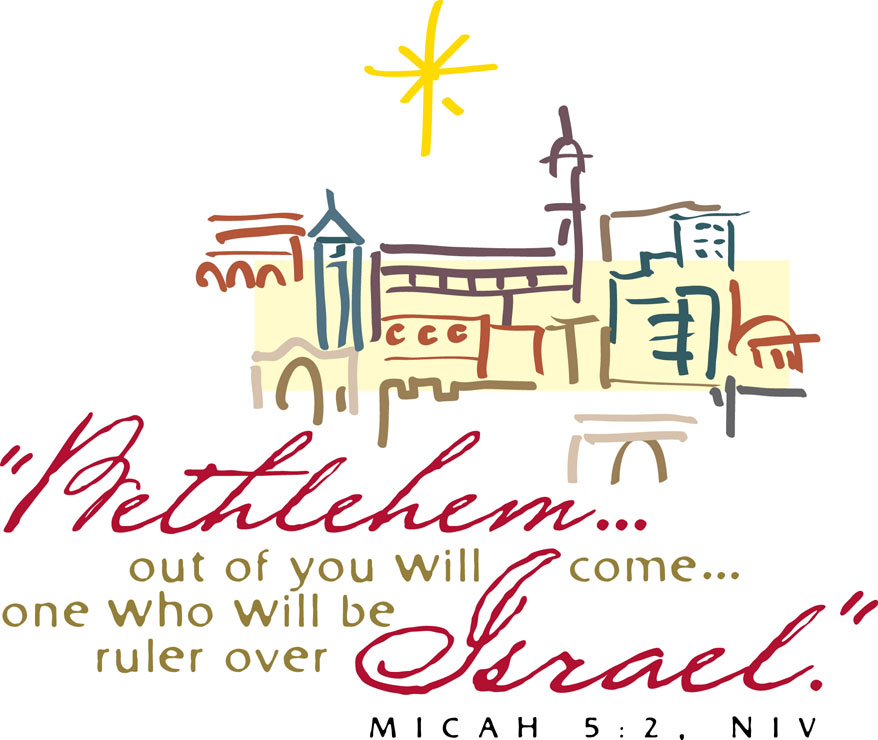 "Bethlehem...
out of you will come...
one who will be
ruler over Israel."
MICAH 5:2, NIV